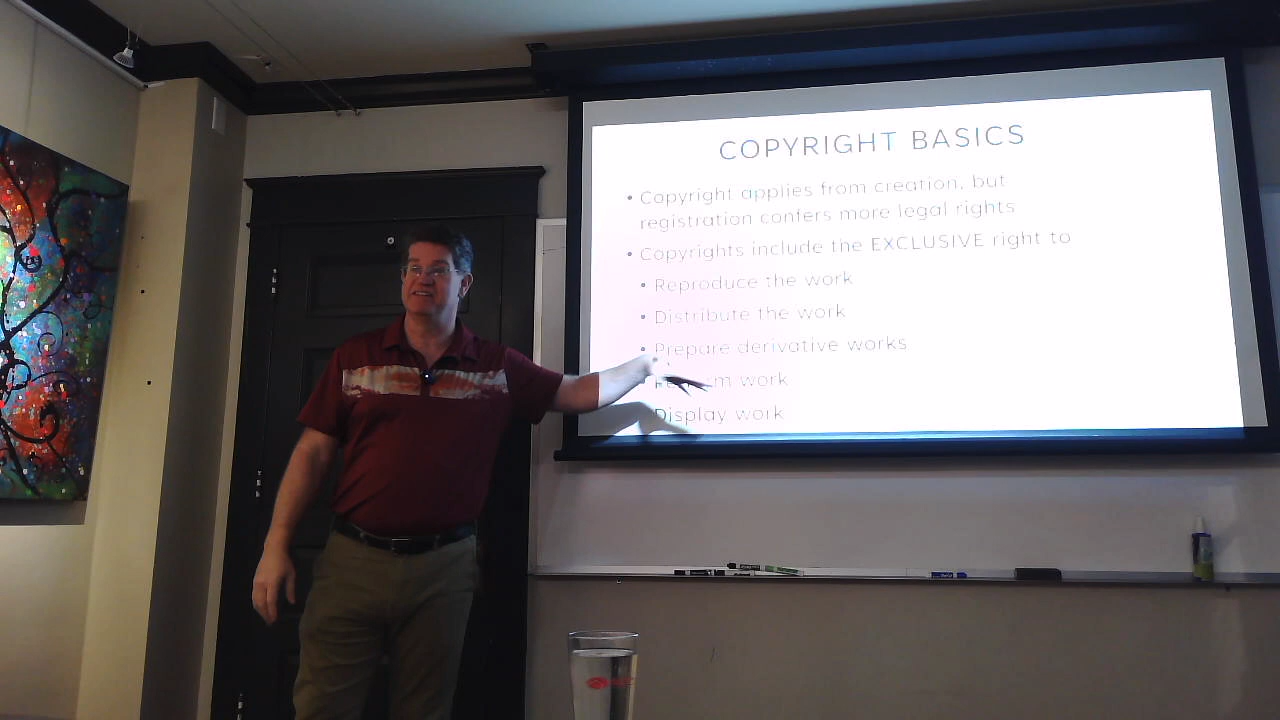 COPYRIGHT BASICS
• Copyright applies from creation, but
registration confers more legal rights
• Copyrights include the EXCLUSIVE right to
• Reproduce the work
• Distribute the work
• Prepare derivative works
work
Display work